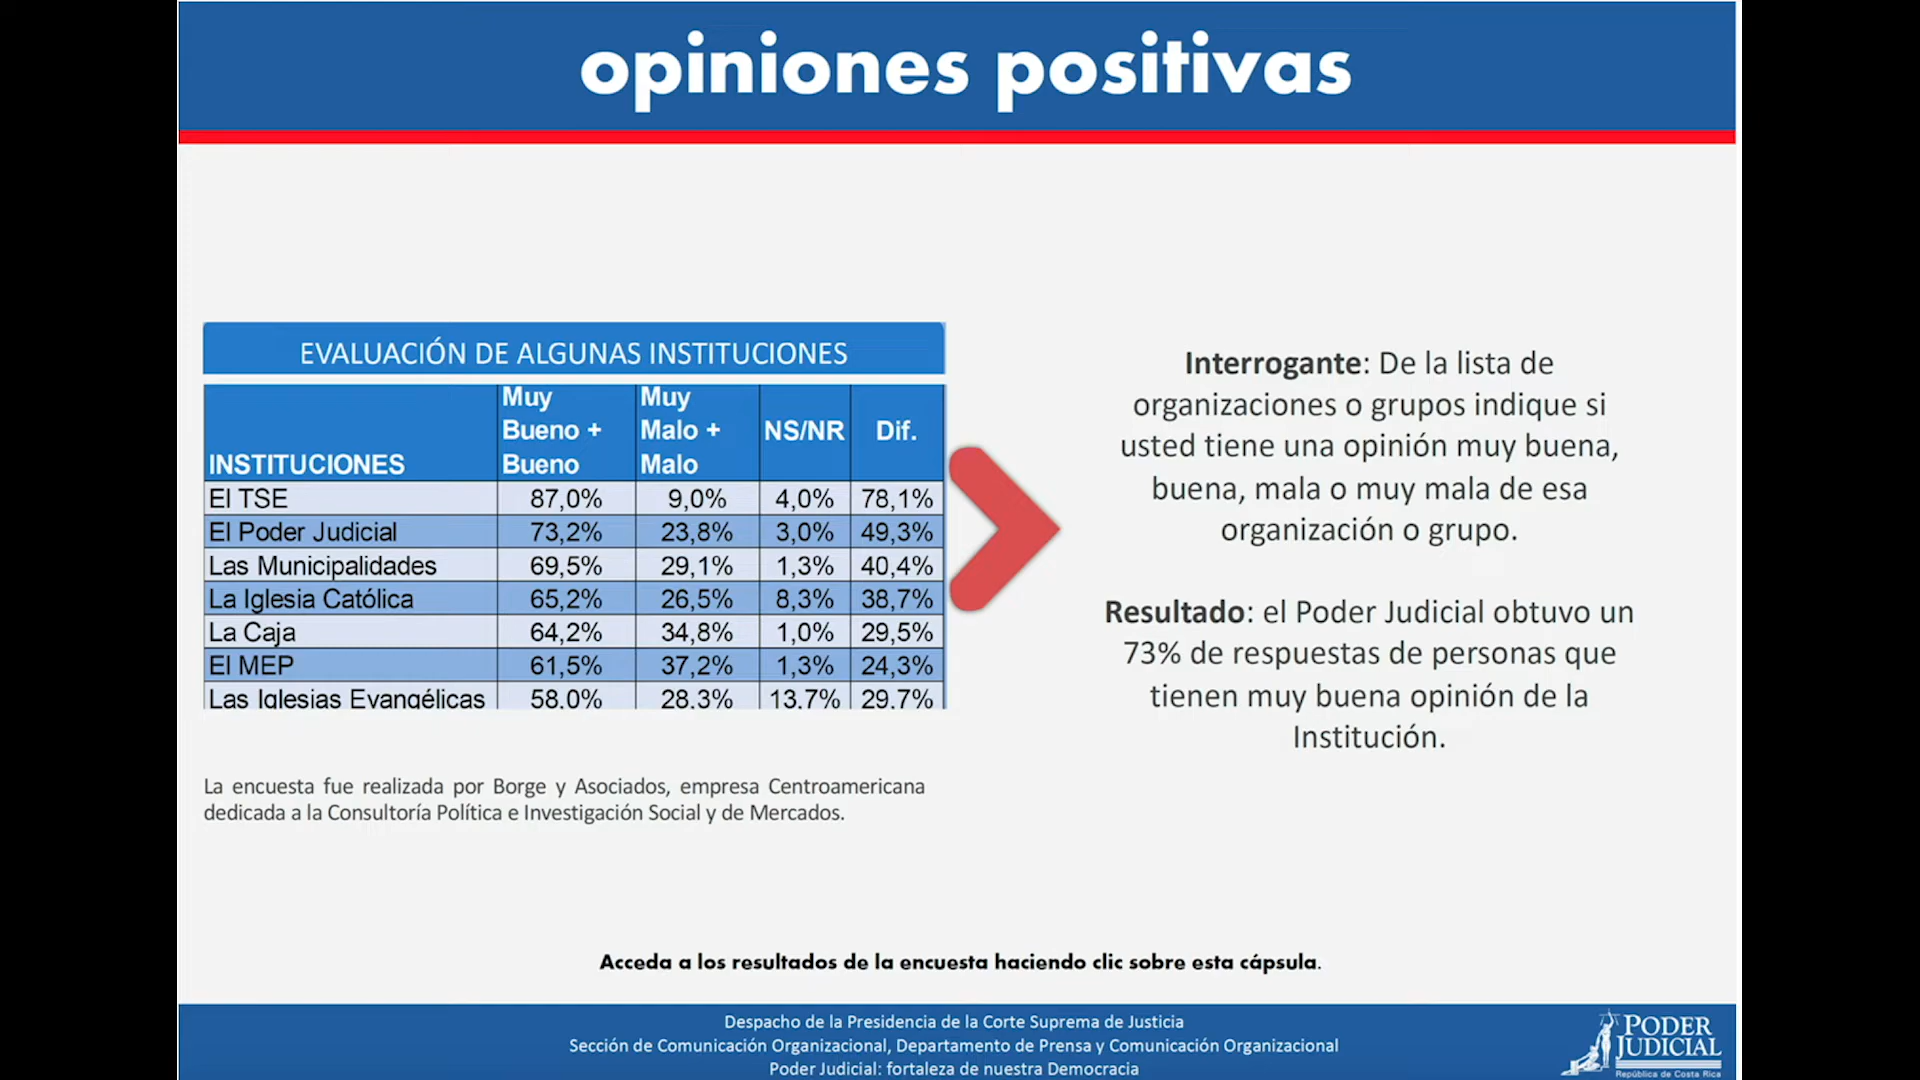 opiniones positivas
EVALUACIÓN DE ALGUNAS INSTITUCIONES
INSTITUCIONES Muy Bueno + Bueno Muy Malo + Malo NS/NR Dif.
El TSE 87,0% 9,0% 4,0% 78,1%
El Poder Judicial 73,2% 23,8% 3,0% 49,3%
Las Municipalidades 69,5% 29,1% 1,3% 40,4%
La Iglesia Católica 65,2% 26,5% 8,3% 38,7%
La Caja 64,2% 34,8% 1,0% 29,5%
El MEP 61,5% 37,2% 1,3% 24,3%
Las Iglesias Evangélicas 58,0% 28,3% 13,7% 29,7%
La encuesta fue realizada por Borge y Asociados, empresa Centroamericana
dedicada a la Consultoría Política e Investigación Social y de Mercados.
Interrogante: De la lista de
organizaciones o grupos indique si
usted tiene una opinión muy buena,
buena, mala o muy mala de esa
organización o grupo.
Resultado: el Poder Judicial obtuvo un
73% de respuestas de personas que
tienen muy buena opinión de la
Institución.
Acceda a los resultados de la encuesta haciendo clic sobre esta cápsula.
Despacho de la Presidencia de la Corte Suprema de Justicia
Sección de Comunicación Organizacional, Departamento de Prensa y Comunicación Organizacional
Poder Judicial: fortaleza de nuestra Democracia
PODER
JUDICIAL
República de Costa Rica